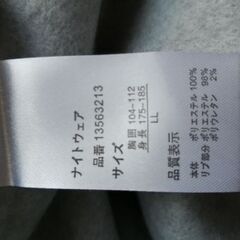 ナイトウェア
品番 13563213
サイズ
胸囲 104-112
身長 175-185
LL
品質表示
本体 ポリエステル 100%
リブ部分 ポリエステル 98%
ポリウレタン 2%